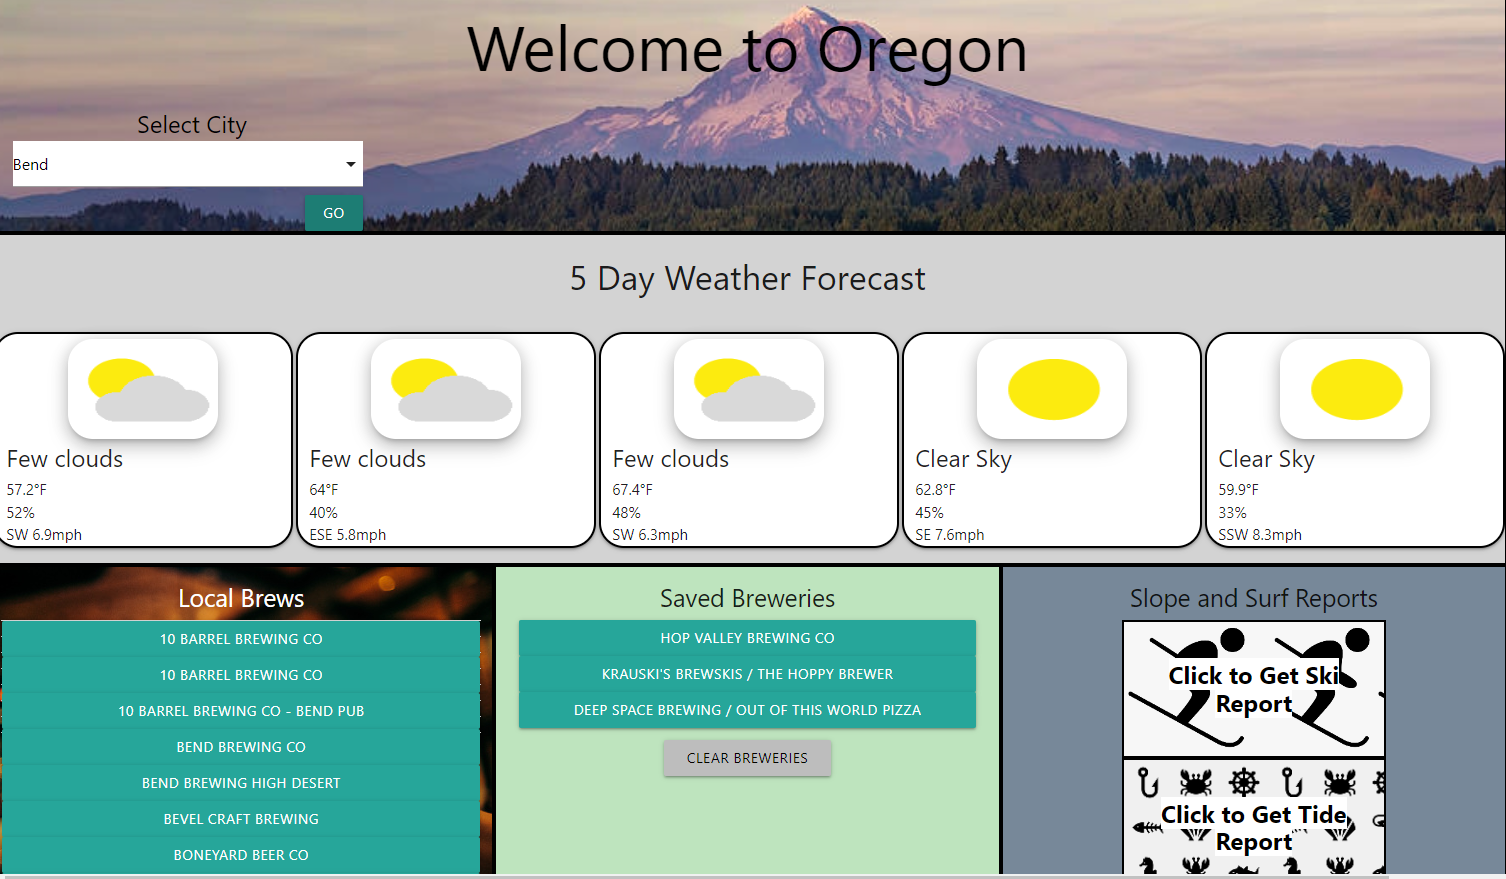 Welcome to Oregon
Select City
Bend
GO
5 Day Weather Forecast
Few clouds
57.2°F
52%
SW 6.9mph
Few clouds
64°F
40%
ESE 5.8mph
Few clouds
67.4°F
48%
SW 6.3mph
Clear Sky
62.8°F
45%
SE 7.6mph
Clear Sky
59.9°F
33%
SSW 8.3mph
Local Brews
10 BARREL BREWING CO
10 BARREL BREWING CO
10 BARREL BREWING CO - BEND PUB
BEND BREWING CO
BEND BREWING HIGH DESERT
BEVEL CRAFT BREWING
BONEYARD BEER CO
Saved Breweries
HOP VALLEY BREWING CO
KRAUSKI'S BREWSKIS / THE HOPPY BREWER
DEEP SPACE BREWING / OUT OF THIS WORLD PIZZA
CLEAR BREWERIES
Slope and Surf Reports
Click to Get Ski
Report
Click to Get Tide
Report